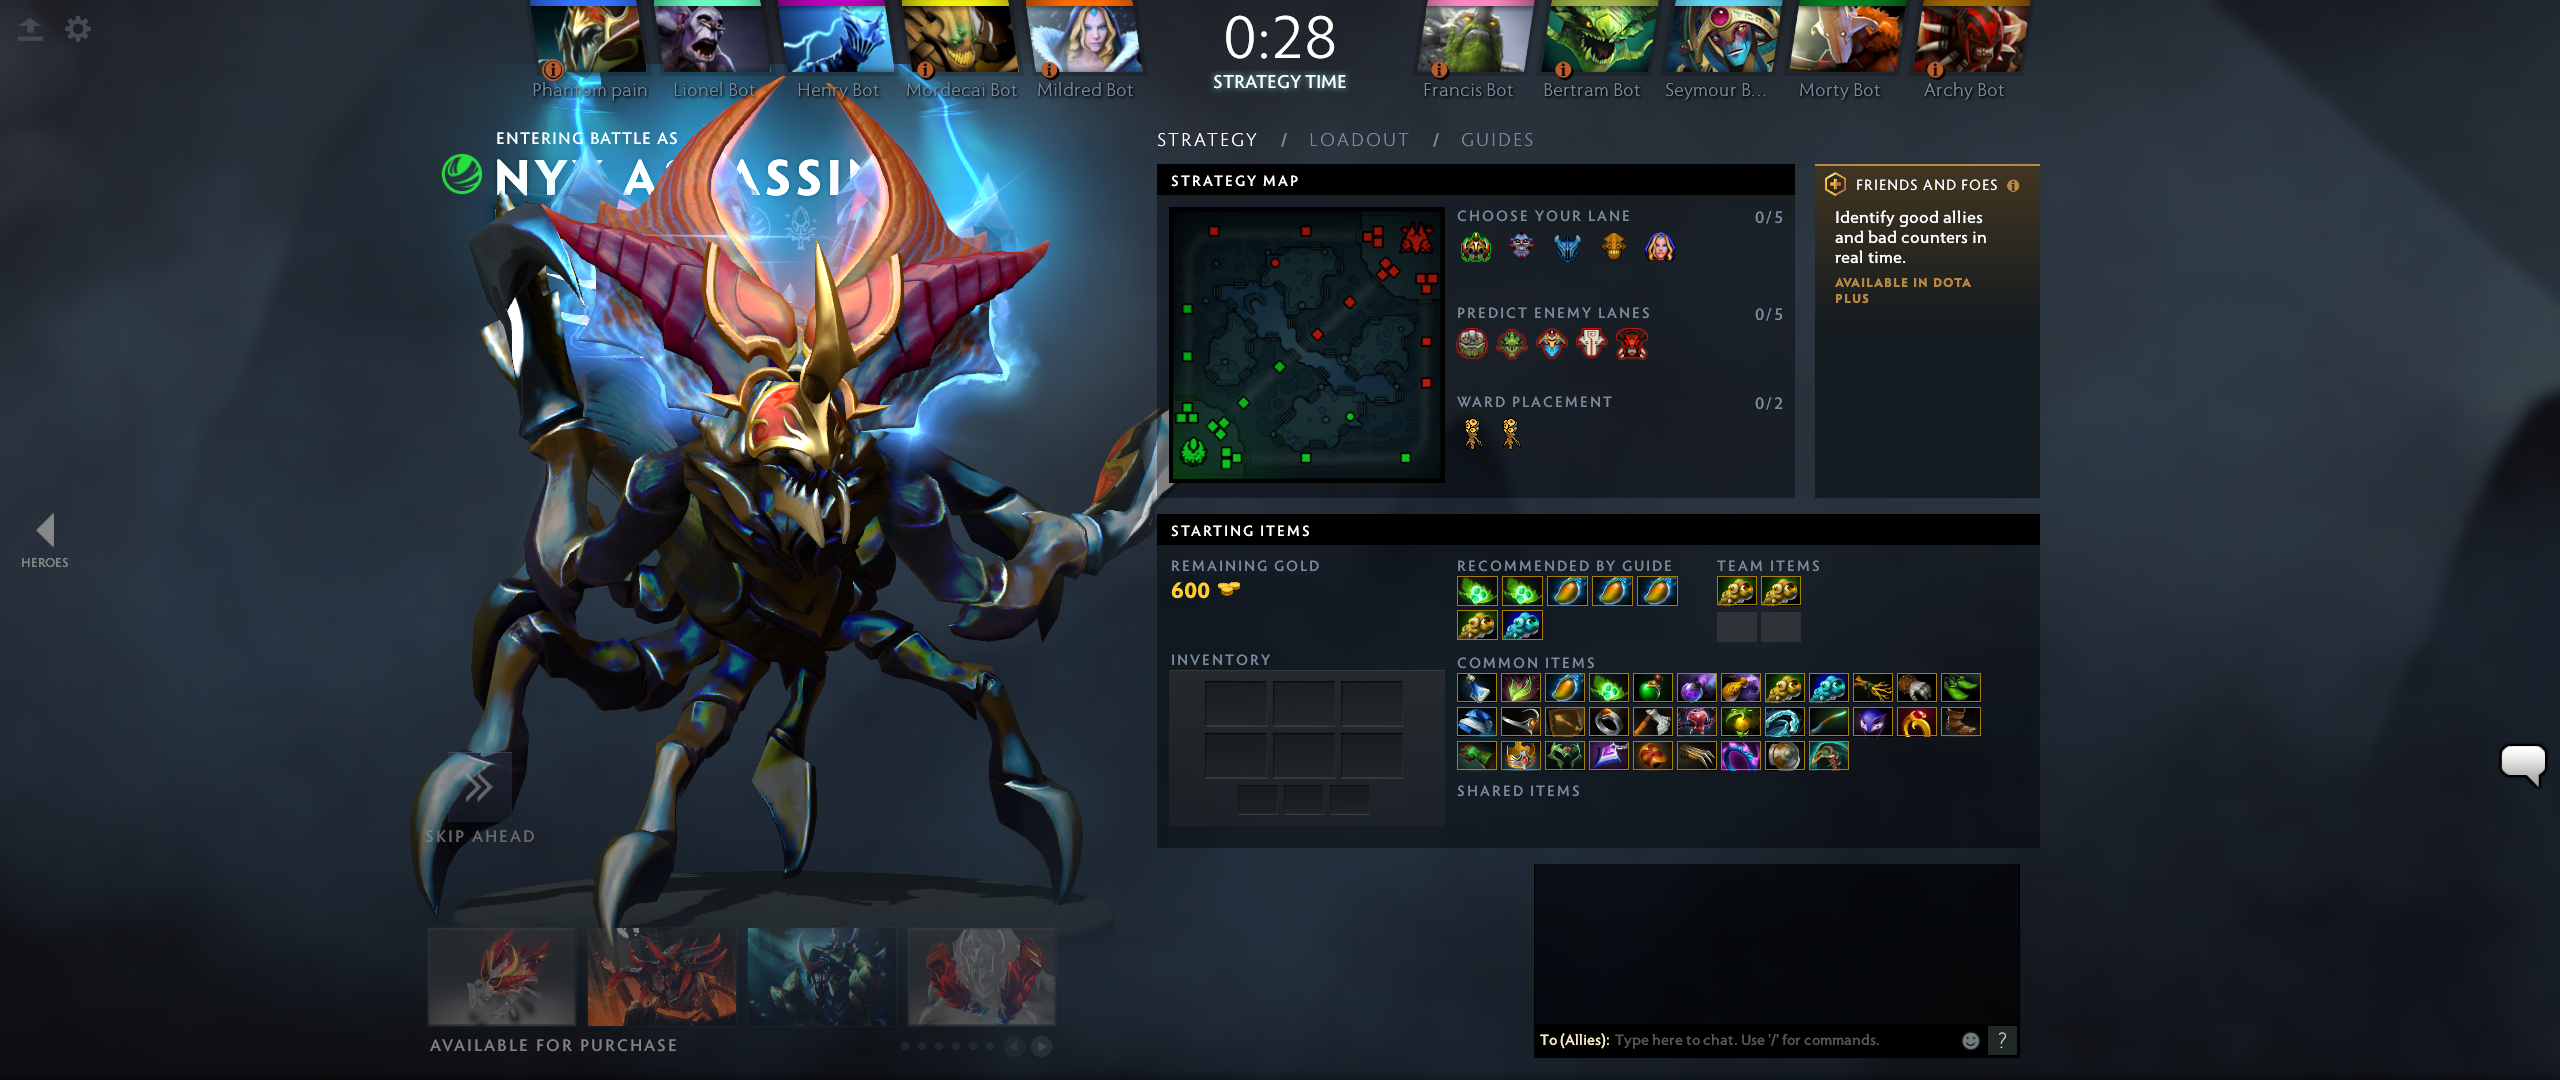 Phantom pain
Lionel Bot
Henry Bot
Mordecai Bot
Mildred Bot
0:28
STRATEGY TIME
Francis Bot
Bertram Bot
Seymour B...
Morty Bot
Archy Bot
ENTERING BATTLE AS
NYX ASSASSIN
STRATEGY / LOADOUT / GUIDES
STRATEGY MAP
CHOOSE YOUR LANE 0/5
PREDICT ENEMY LANES 0/5
WARD PLACEMENT 0/2
FRIENDS AND FOES
Identify good allies
and bad counters in
real time.
AVAILABLE IN DOTA
PLUS
HEROES
STARTING ITEMS
REMAINING GOLD
600
RECOMMENDED BY GUIDE
TEAM ITEMS
INVENTORY
COMMON ITEMS
SHARED ITEMS
SKIP AHEAD
AVAILABLE FOR PURCHASE
To (Allies): Type here to chat. Use '/' for commands.
?